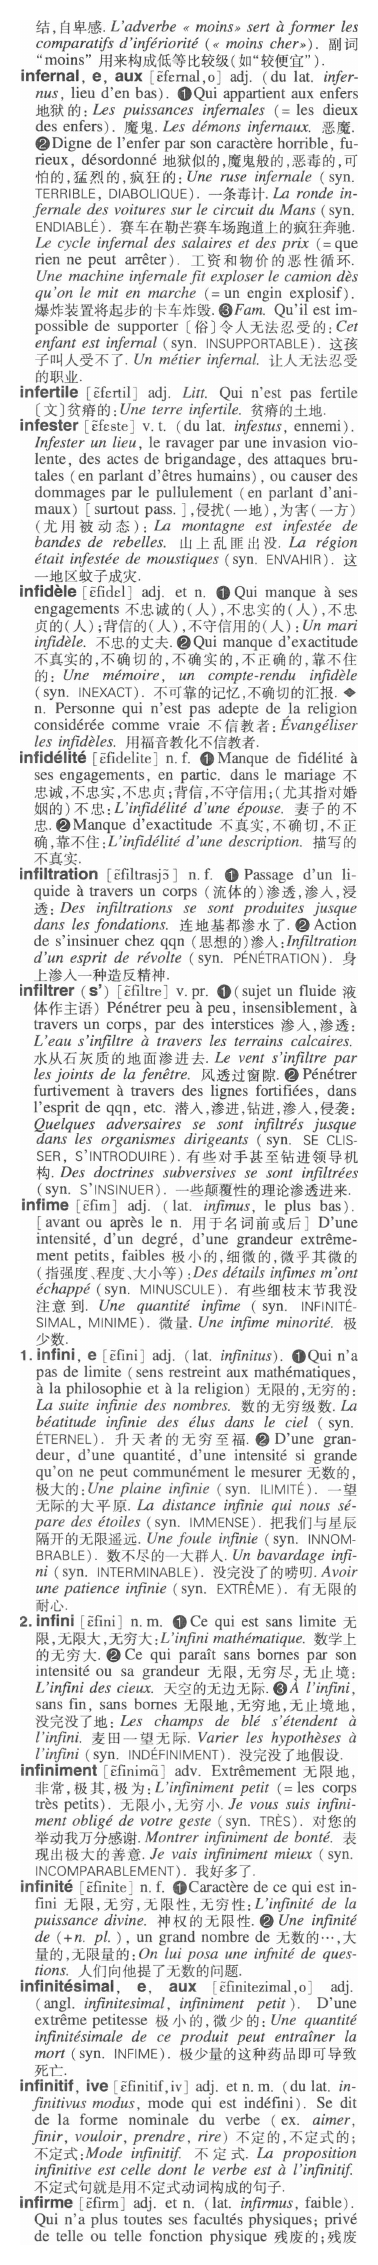 结,自卑感. L'adverbe « moins» sert à former les
comparatifs d'infériorité (« moins cher»). 副词
“moins” 用来构成低等比较级(如“较便宜”).
infernal, e, aux [ɛ̃fɛrnal,o] adj. (du lat. infer-
nus, lieu d'en bas). ❶Qui appartient aux enfers
地狱的: Les puissances infernales (= les dieux
des enfers). 魔鬼. Les démons infernaux. 恶魔.
❷Digne de l'enfer par son caractère horrible, fu-
rieux, désordonné 地狱似的,魔鬼般的,恶毒的,可
怕的,猛烈的,疯狂的: Une ruse infernale (syn.
TERRIBLE, DIABOLIQUE). 一条毒计. La ronde in-
fernale des voitures sur le circuit du Mans (syn.
ENDIABLÉ). 赛车在勒芒赛车场跑道上的疯狂奔驰.
Le cycle infernal des salaires et des prix (= que
rien ne peut arrêter). 工资和物价的恶性循环.
Une machine infernale fit exploser le camion dès
qu'on le mit en marche (= un engin explosif).
爆炸装置将起步的卡车炸毁. ❸Fam. Qu'il est im-
possible de supporter [俗]令人无法忍受的: Cet
enfant est infernal (syn. INSUPPORTABLE). 这孩
子叫人受不了. Un métier infernal. 让人无法忍受
的职业.
infertile [ɛ̃fɛrtil] adj. Litt. Qui n'est pas fertile
〔文〕贫瘠的: Une terre infertile. 贫瘠的土地.
infester [ɛ̃fɛste] v. t. (du lat. infestus, ennemi).
Infester un lieu, le ravager par une invasion vio-
lente, des actes de brigandage, des attaques bru-
tales (en parlant d'êtres humains), ou causer des
dommages par le pullulement (en parlant d'ani-
maux) [surtout pass. ],侵扰(一地),为害(一方)
(尤用被动态): La montagne est infestée de
bandes de rebelles. 山上乱匪出没. La région
était infestée de moustiques (syn. ENVAHIR). 这
一地区蚊子成灾.
infidèle [ɛ̃fidɛl] adj. et n. ❶ Qui manque à ses
engagements 不忠诚的(人),不忠实的(人),不忠
贞的(人);背信的(人),不守信用的(人): Un mari
infidèle. 不忠的丈夫. ❷Qui manque d'exactitude
不真实的,不确切的,不确实的,不正确的,靠不住
的: Une mémoire, un compte-rendu infidèle
(syn. INEXACT). 不可靠的记忆,不确切的汇报. ◆
n. Personne qui n'est pas adepte de la religion
considérée comme vraie 不信教者: Évangéliser
les infidèles. 用福音教化不信教者.
infidélité [ɛ̃fidelite] n. f. ❶ Manque de fidélité à
ses engagements, en partic. dans le mariage 不
忠诚,不忠实,不忠贞;背信,不守信用;(尤其指对婚
姻的)不忠: L'infidélité d'une épouse. 妻子的不
忠. ❷Manque d'exactitude 不真实,不确切,不正
确,靠不住: L'infidélité d'une description. 描写的
不真实.
infiltration [ɛ̃filtrasjɔ̃] n. f. ❶ Passage d'un li-
quide à travers un corps (流体的)渗透,渗入,浸
透: Des infiltrations se sont produites jusque
dans les fondations. 连地基都渗水了. ❷ Action
de s'insinuer chez qqn (思想的)渗入: Infiltration
d'un esprit de révolte (syn. PÉNÉTRATION). 身
上渗入一种造反精神.
infiltrer (s') [ɛ̃filtre] v. pr. ❶(sujet un fluide 液
体作主语) Pénétrer peu à peu, insensiblement, à
travers un corps, par des interstices 渗入,渗透:
L'eau s'infiltre à travers les terrains calcaires.
水从石灰质的地面渗进去. Le vent s'infiltre par
les joints de la fenêtre. 风透过窗隙. ❷ Pénétrer
furtivement à travers des lignes fortifiées, dans
l'esprit de qqn, etc. 潜入,渗进,钻进,渗入,侵袭:
Quelques adversaires se sont infiltrés jusque
dans les organismes dirigeants (syn. SE GLIS-
SER, S'INTRODUIRE). 有些对手甚至钻进领导机
构. Des doctrines subversives se sont infiltrées
(syn. S'INSINUER). 一些颠覆性的理论渗透进来.
infime [ɛ̃fim] adj. (lat. infimus, le plus bas).
[avant ou après le n. 用于名词前或后] D'une
intensité, d'un degré, d'une grandeur extrême-
ment petits, faibles 极小的,细微的,微乎其微的
(指强度、程度、大小等): Des détails infimes m'ont
échappé (syn. MINUSCULE). 有些细枝末节我没
注意到. Une quantité infime (syn. INFINITÉ-
SIMAL, MINIME). 微量. Une infime minorité. 极
少数.
1. infini, e [ɛ̃fini] adj. (lat. infinitus). ❶Qui n'a
pas de limite (sens restreint aux mathématiques,
à la philosophie et à la religion) 无限的,无穷的:
La suite infinie des nombres. 数的无穷级数. La
béatitude infinie des élus dans le ciel (syn.
ÉTERNEL). 升天者的无穷至福. ❷ D'une gran-
deur, d'une quantité, d'une intensité si grande
qu'on ne peut communément le mesurer 无数的,
极大的: Une plaine infinie (syn. ILIMITÉ). 一望
无际的大平原. La distance infinie qui nous sé-
pare des étoiles (syn. IMMENSE). 把我们与星辰
隔开的无限遥远. Une foule infinie (syn. INNOM-
BRABLE). 数不尽的一大群人. Un bavardage infi-
ni (syn. INTERMINABLE). 没完没了的唠叨. Avoir
une patience infinie (syn. EXTRÊME). 有无限的
耐心.
2. infini [ɛ̃fini] n. m. ❶ Ce qui est sans limite 无
限,无限大,无穷大: L'infini mathématique. 数学上
的无穷大. ❷ Ce qui paraît sans bornes par son
intensité ou sa grandeur 无限,无穷尽,无止境:
L'infini des cieux. 天空的无边无际. ❸À l'infini,
sans fin, sans bornes 无限地,无穷地,无止境地,
没完没了地: Les champs de blé s'étendent à
l'infini. 麦田一望无际. Varier les hypothèses à
l'infini (syn. INDÉFINIMENT). 没完没了地假设.
infiniment [ɛ̃finimɑ̃] adv. Extrêmement 无限地,
非常,极其,极为: L'infiniment petit (= les corps
très petits). 无限小,无穷小. Je vous suis infini-
ment obligé de votre geste (syn. TRÈS). 对您的
举动我万分感谢. Montrer infiniment de bonté. 表
现出极大的善意. Je vais infiniment mieux (syn.
INCOMPARABLEMENT). 我好多了.
infinité [ɛ̃finite] n. f. ❶Caractère de ce qui est in-
fini 无限,无穷,无限性,无穷性: L'infinité de la
puissance divine. 神权的无限性. ❷ Une infinité
de (+n. pl. ), un grand nombre de 无数的…,大
量的,无限量的: On lui posa une infnité de ques-
tions. 人们向他提了无数的问题.
infinitésimal, e, aux [ɛ̃finitezimal,o] adj.
(angl. infinitesimal, infiniment petit). D'une
extrême petitesse 极小的,微少的: Une quantité
infinitésimale de ce produit peut entraîner la
mort (syn. INFIME). 极少量的这种药品即可导致
死亡.
infinitif, ive [ɛ̃finitif,iv] adj. et n. m. (du lat. in-
finitivus modus, mode qui est indéfini). Se dit
de la forme nominale du verbe (ex. aimer,
finir, vouloir, prendre, rire) 不定的,不定式的;
不定式: Mode infinitif. 不定式. La proposition
infinitive est celle dont le verbe est à l'infinitif.
不定式句就是用不定式动词构成的句子.
infirme [ɛ̃firm] adj. et n. (lat. infirmus, faible).
Qui n'a plus toutes ses facultés physiques; privé
de telle ou telle fonction physique 残废的;残废